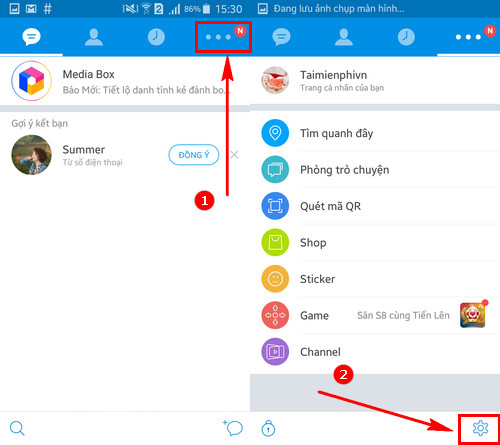 86% 15:30
N
Media Box
Báo Mới: Tiết lộ danh tính kẻ đánh bo...
Gợi ý kết bạn
Summer
Từ số điện thoại
ĐỒNG Ý
1
Đang lưu ảnh chụp màn hình...
N
Taimienphivn
Trang cá nhân của bạn
Tìm quanh đây
Phòng trò chuyện
Quét mã QR
Shop
Sticker
Game
Săn S8 cùng Tiến Lên
Channel
2